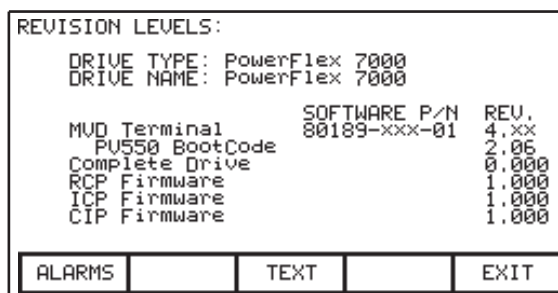 REVISION LEVELS:
DRIVE TYPE: PowerFlex 7000
DRIVE NAME: PowerFlex 7000
SOFTWARE P/N REV.
MVD Terminal 80189-xxx-01 4.xx
PV550 BootCode 2.06
Complete Drive 0.000
RCP Firmware 1.000
ICP Firmware 1.000
CIP Firmware 1.000
ALARMS TEXT EXIT